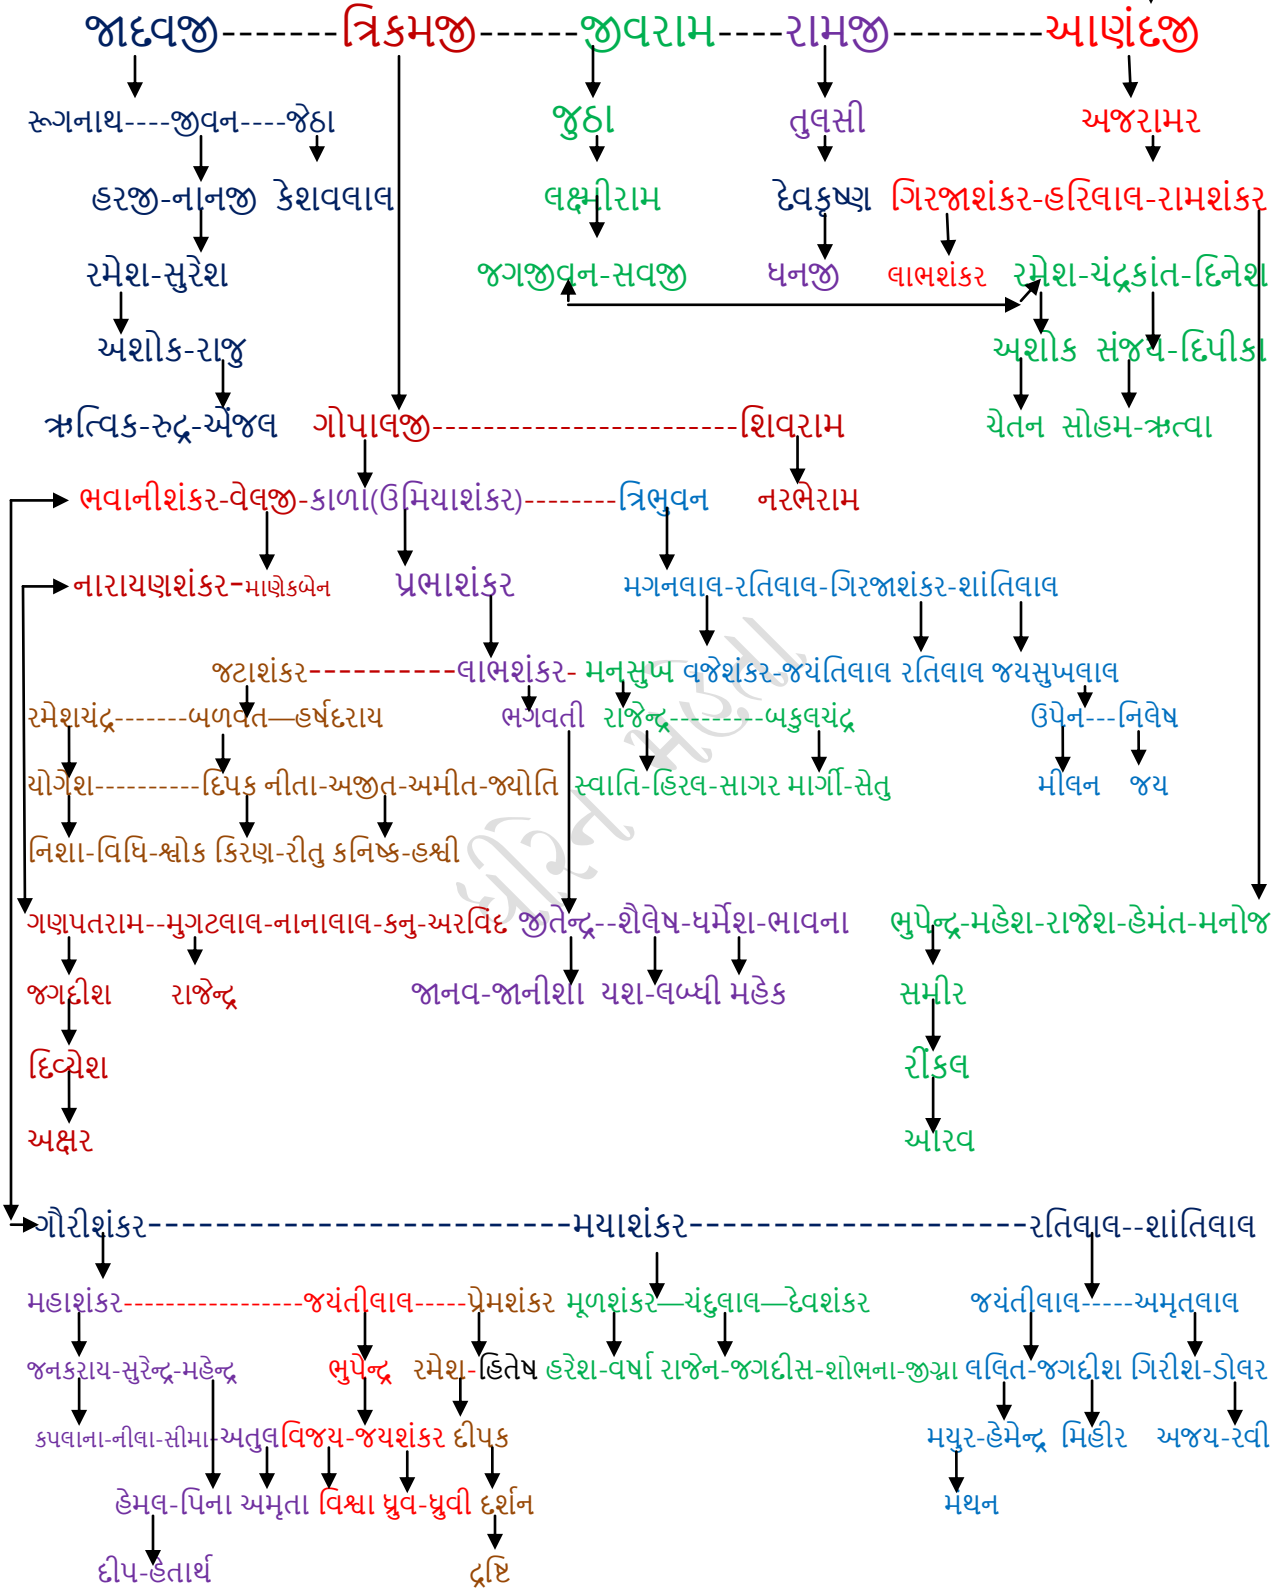 જાદવજી-------ત્રિકમજી------જીવરામ----રામજી---------આણંદજી
રૂગનાથ----જીવન----જેઠા જુઠા તુલસી અજરામર
હરજી-નાનજી કેશવલાલ લક્ષ્મીરામ દેવકૃષ્ણ ગિરજાશંકર-હરિલાલ-રામશંકર
રમેશ-સુરેશ જગજીવન-સવજી ધનજી લાભશંકર રમેશ-ચંદ્રકાંત-દિનેશ
અશોક-રાજુ અશોક સંજય-દિપીકા
ઋત્વિક-રુદ્ર-એંજલ ગોપાલજી----------------------શિવરામ ચેતન સોહમ-ઋત્વા
ભવાનીશંકર-વેલજી-કાળા(ઉમિયાશંકર)--------ત્રિભુવન નરભેરામ
નારાયણશંકર-માણેકબેન પ્રભાશંકર મગનલાલ-રતિલાલ-ગિરજાશંકર-શાંતિલાલ
જટાશંકર-----------લાભશંકર- મનસુખ વજેશંકર-જયંતિલાલ રતિલાલ જયસુખલાલ
રમેશચંદ્ર-------બળવંત—હર્ષદરાય ભગવતી રાજેન્દ્ર---------બકુલચંદ્ર ઉપેન---નિલેષ
યોગેશ----------દિપક નીતા-અજીત-અમીત-જ્યોતિ સ્વાતિ-હિરલ-સાગર માર્ગી-સેતુ મીલન જય
નિશા-વિધિ-શ્લોક કિરણ-રીતુ કનિષ્ક-હશ્વી
ધીરેન મહેતા
ગણપતરામ--મુગટલાલ-નાનાલાલ-કનુ-અરવિંદ જીતેન્દ્ર--શૈલેષ-ધર્મેશ-ભાવના ભુપેન્દ્ર-મહેશ-રાજેશ-હેમંત-મનોજ
જગદીશ રાજેન્દ્ર જાનવ-જાનીશા યશ-લબ્ધી મહેક સમીર
દિવ્યેશ રીંકલ
અક્ષર આરવ
ગૌરીશંકર------------------------------મયાશંકર------------------------રતિલાલ--શાંતિલાલ
મહાશંકર-----------------જયંતીલાલ-----પ્રેમશંકર મૂળશંકર—ચંદુલાલ—દેવશંકર જયંતીલાલ-----અમૃતલાલ
જનકરાય-સુરેન્દ્ર-મહેન્દ્ર ભુપેન્દ્ર રમેશ-હિતેષ હરેશ-વર્ષા રાજેન-જગદીસ-શોભના-જીગ્ના લલિત-જગદીશ ગિરીશ-ડોલર
કપલાના-નીલા-સીમા-અતુલ વિજય-જયશંકર દીપક મયુર-હેમેન્દ્ર મિહીર અજય-રવી
હેમલ-પિના અમૃતા વિશ્વા ધ્રુવ-ધ્રુવી દર્શન મંથન
દીપ-હેતાર્થ દ્રષ્ટિ